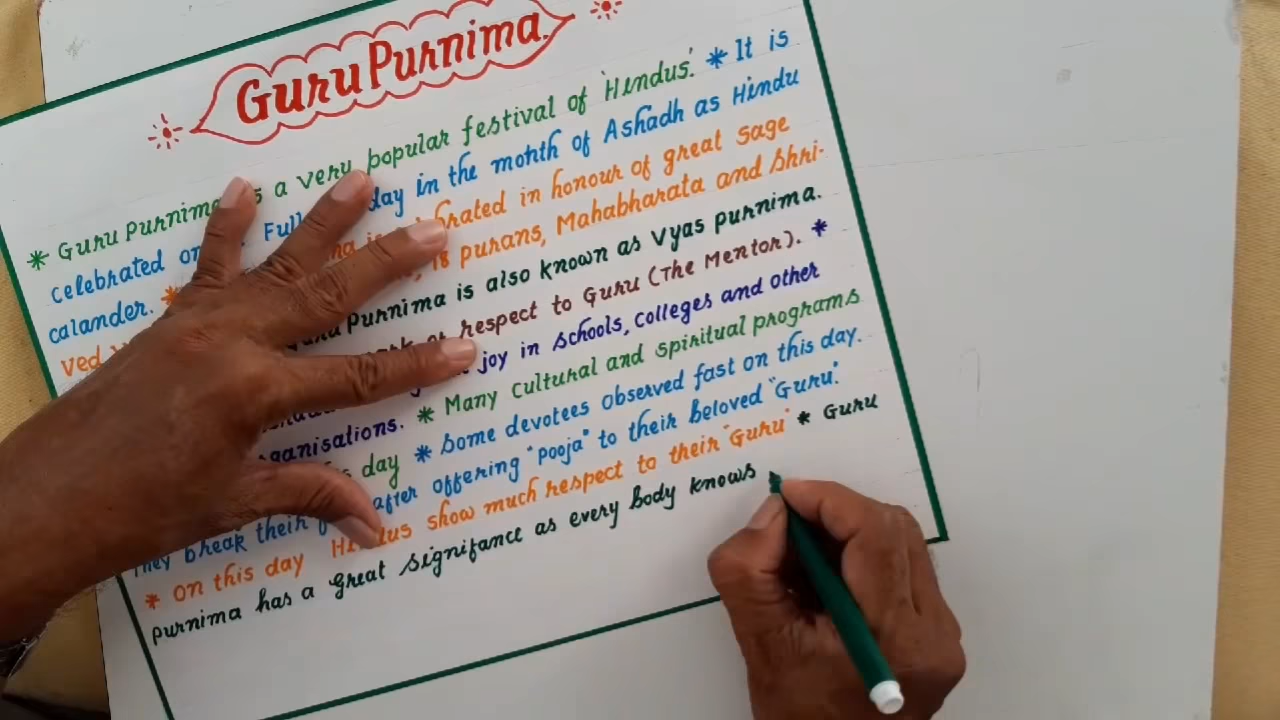 Guru Purnima.
* Guru Purnima is a very popular festival of 'Hindus'. * It is
celebrated on Full day in the month of Ashadh as Hindu
calander. * is brated in honour of great sage
ved 18 purans, Mahabharata and Shri-
Purnima is also known as Vyas purnima.
respect to Guru (The Mentor). *
joy in schools, colleges and other
ganisations. * Many cultural and spiritual programs
day * Some devotees observed fast on this day.
They break their after offering "Pooja" to their beloved "Guru".
* On this day Hindus show much respect to their "Guru" * Guru
purnima has a great signifance as every body knows